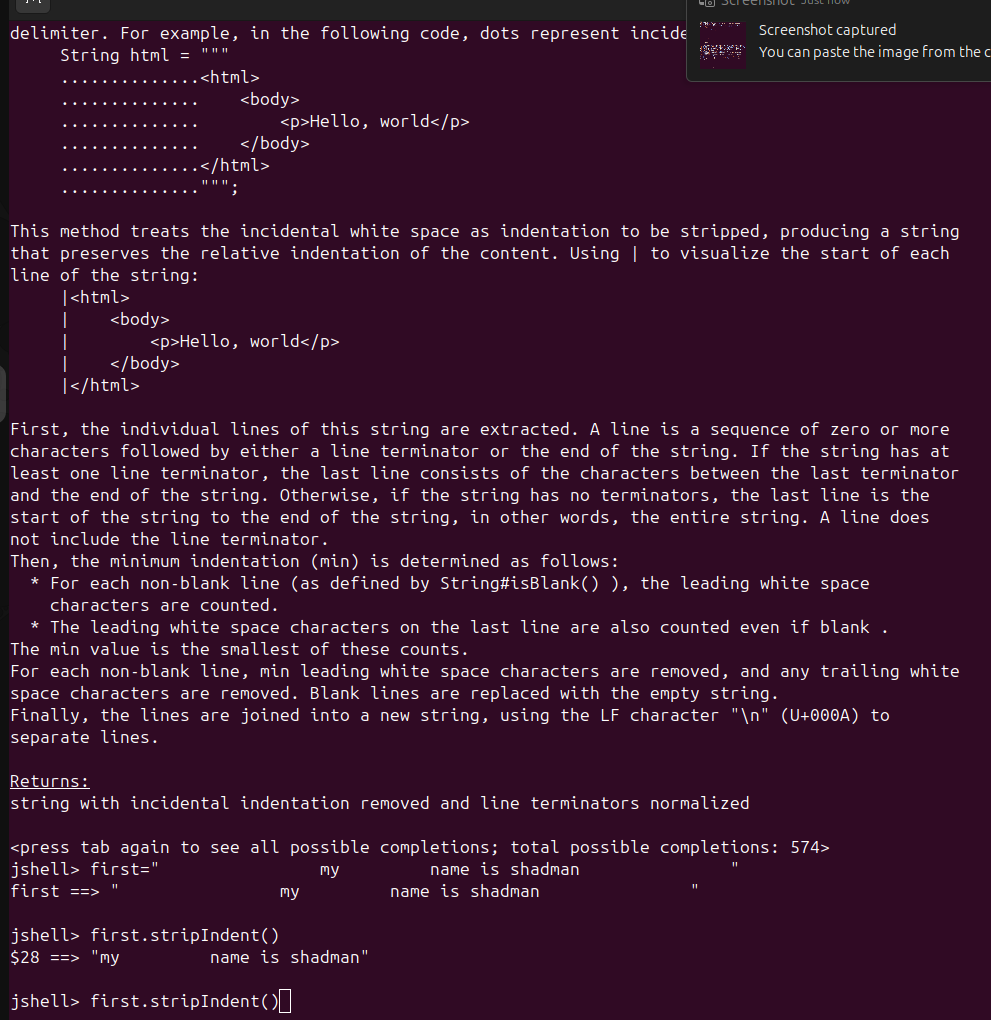 Screenshot Just now
Screenshot captured
You can paste the image from the c
delimiter. For example, in the following code, dots represent
     String html = """
     ..............<html>
     ..............    <body>
     ..............        <p>Hello, world</p>
     ..............    </body>
     ..............</html>
     ..............""";
This method treats the incidental white space as indentation to be stripped, producing a string
that preserves the relative indentation of the content. Using | to visualize the start of each
line of the string:
     |<html>
     |    <body>
     |        <p>Hello, world</p>
     |    </body>
     |</html>
First, the individual lines of this string are extracted. A line is a sequence of zero or more
characters followed by either a line terminator or the end of the string. If the string has at
least one line terminator, the last line consists of the characters between the last terminator
and the end of the string. Otherwise, if the string has no terminators, the last line is the
start of the string to the end of the string, in other words, the entire string. A line does
not include the line terminator.
Then, the minimum indentation (min) is determined as follows:
  * For each non-blank line (as defined by String#isBlank() ), the leading white space
    characters are counted.
  * The leading white space characters on the last line are also counted even if blank .
The min value is the smallest of these counts.
For each non-blank line, min leading white space characters are removed, and any trailing white
space characters are removed. Blank lines are replaced with the empty string.
Finally, the lines are joined into a new string, using the LF character "\n" (U+000A) to
separate lines.
Returns:
string with incidental indentation removed and line terminators normalized
<press tab again to see all possible completions; total possible completions: 574>
jshell> first="                my         name is shadman               "
first ==> "                my         name is shadman               "
jshell> first.stripIndent()
$28 ==> "my         name is shadman"
jshell> first.stripIndent()